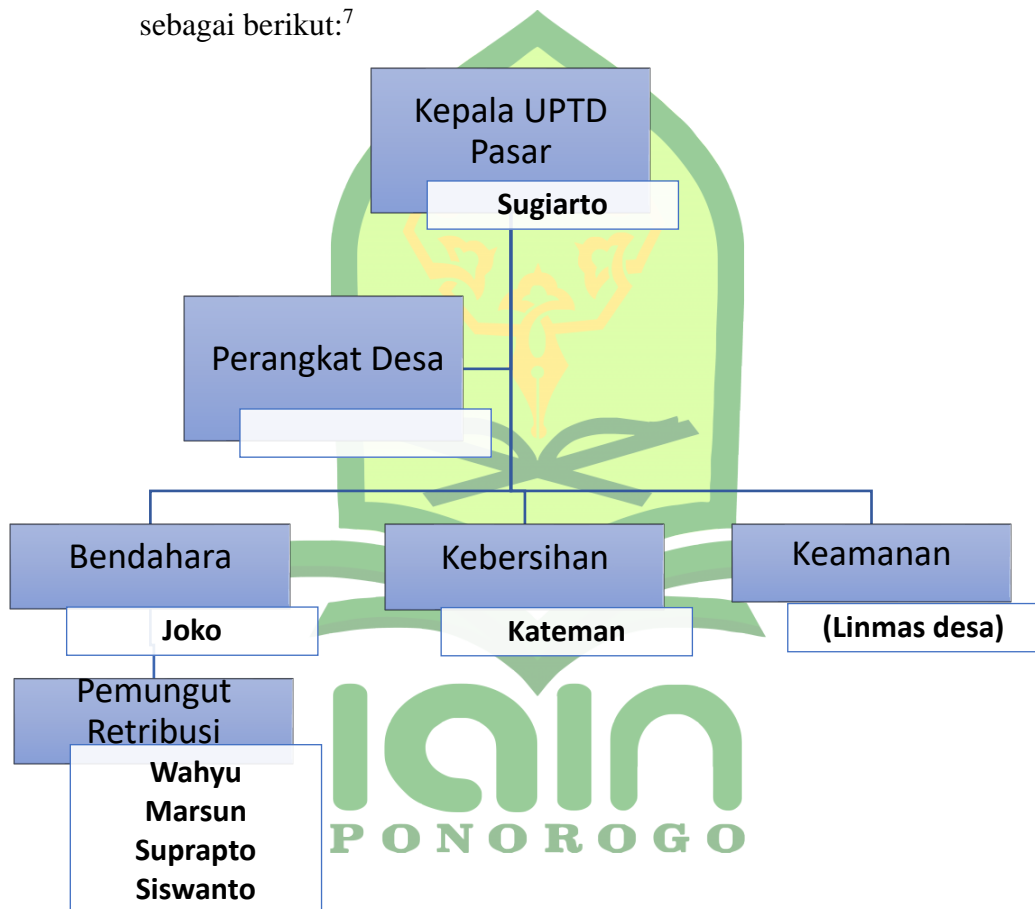 sebagai berikut:7
Kepala UPTD
Pasar
Sugiarto
Perangkat Desa
Bendahara
Joko
Kebersihan
Kateman
Keamanan
(Linmas desa)
Pemungut
Retribusi
Wahyu
Marsun
Suprapto
Siswanto
iain
PONOROGO